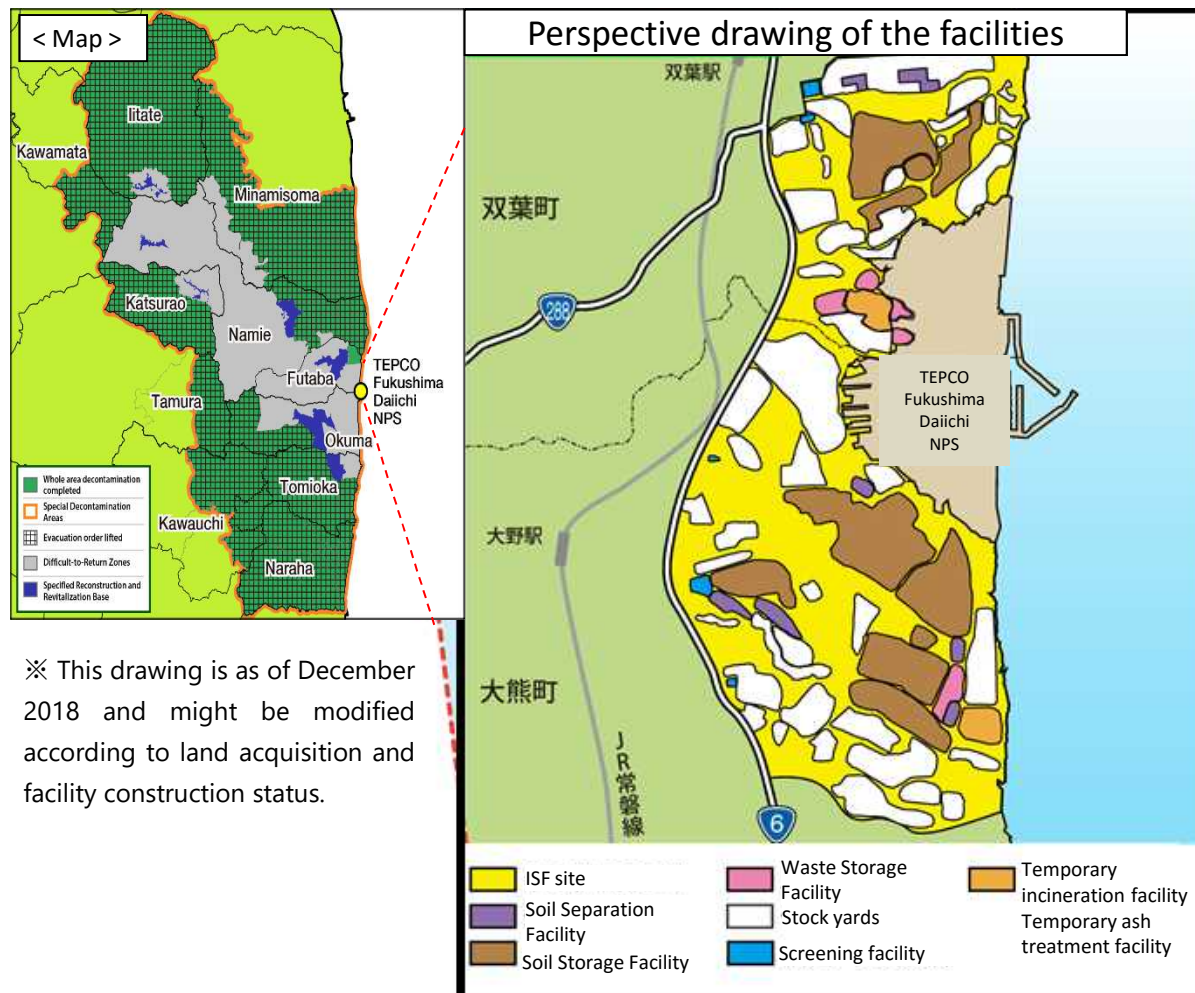 < Map >
Iitate
Kawamata
Minamisoma
Katsurao
Namie
Futaba
TEPCO
Fukushima
Daiichi
NPS
Tamura
Okuma
Tomioka
Kawauchi
Naraha
Whole area decontamination
completed
Special Decontamination
Areas
Evacuation order lifted
Difficult-to-Return Zones
Specified Reconstruction and
Revitalization Base
※ This drawing is as of December
2018 and might be modified
according to land acquisition and
facility construction status.
Perspective drawing of the facilities
双葉駅
双葉町
288
TEPCO
Fukushima
Daiichi
NPS
大野駅
大熊町
JR常磐線
6
ISF site
Soil Separation
Facility
Soil Storage Facility
Waste Storage
Facility
Stock yards
Screening facility
Temporary
incineration facility
Temporary ash
treatment facility